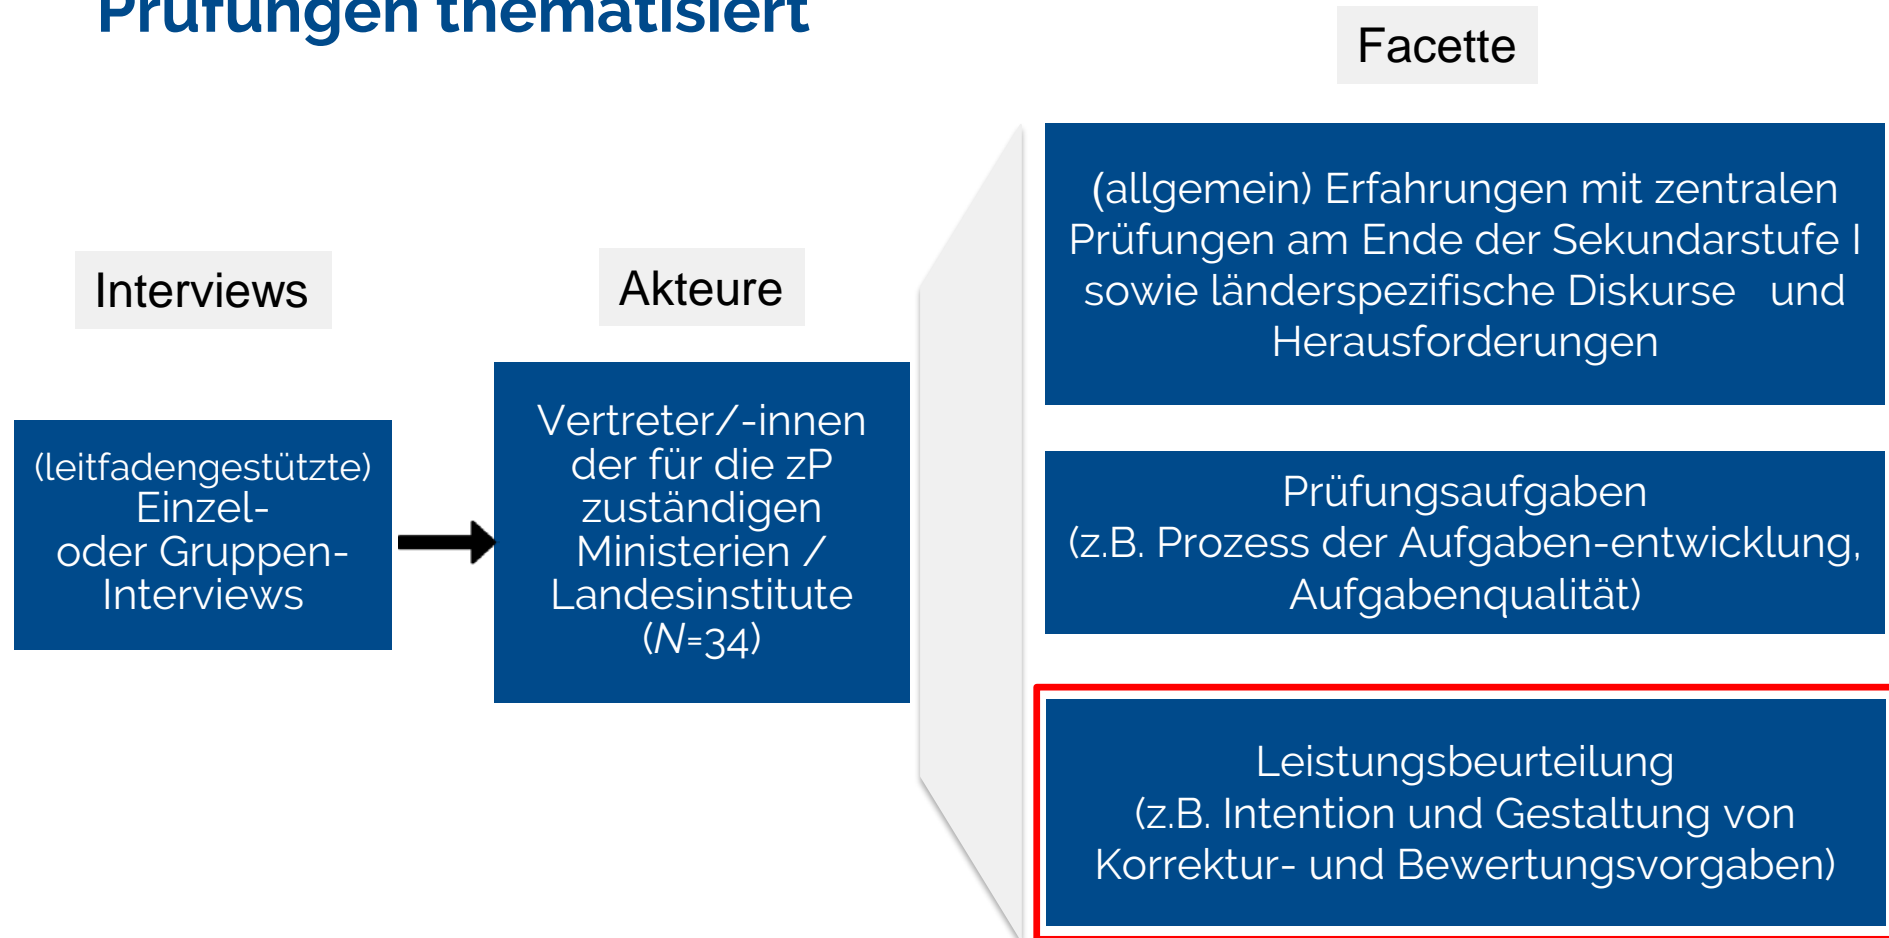 Prüfungen thematisiert
Facette
Interviews
Akteure
(leitfadengestützte)
Einzel-
oder Gruppen-
Interviews
Vertreter/-innen
der für die zP
zuständigen
Ministerien /
Landesinstitute
(N=34)
(allgemein) Erfahrungen mit zentralen
Prüfungen am Ende der Sekundarstufe I
sowie länderspezifische Diskurse   und
Herausforderungen
Prüfungsaufgaben
(z.B. Prozess der Aufgaben-entwicklung,
Aufgabenqualität)
Leistungsbeurteilung
(z.B. Intention und Gestaltung von
Korrektur- und Bewertungsvorgaben)